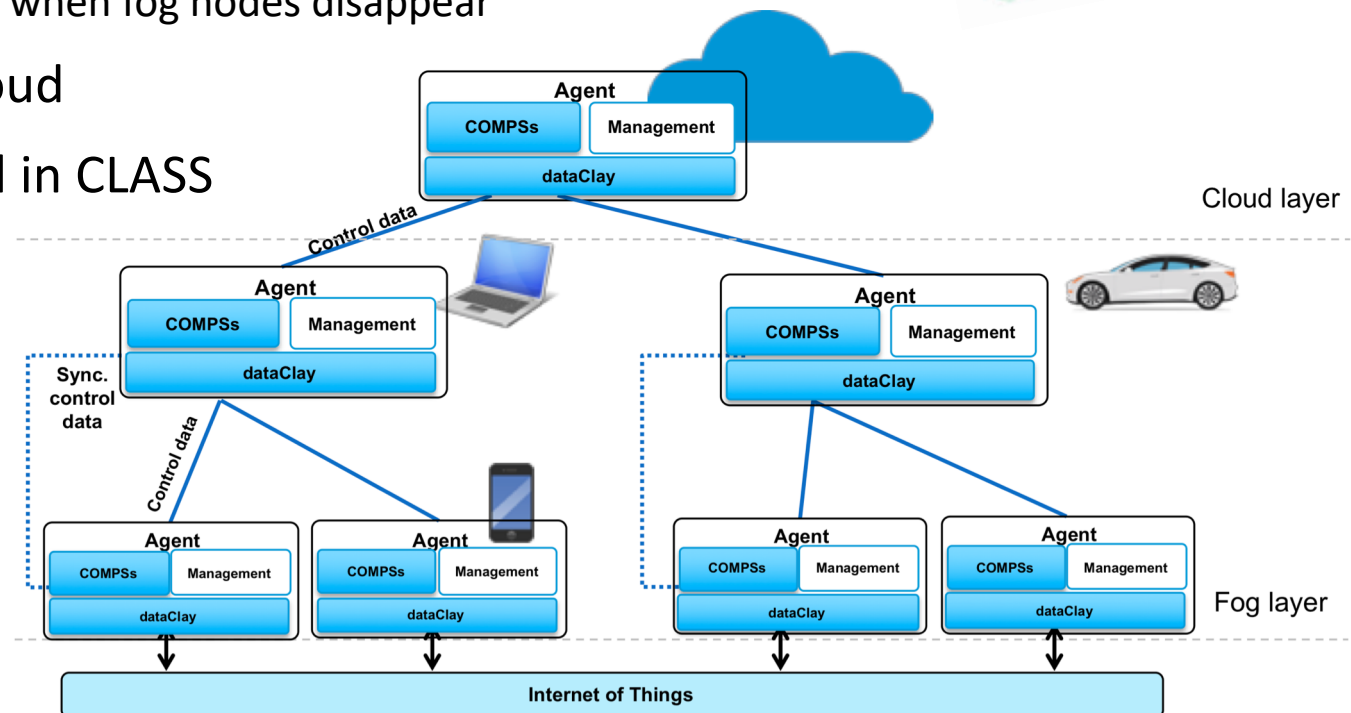 when fog nodes disappear
oud
in CLASS
Agent
COMPSs
Management
dataClay
Cloud layer
Control data
Agent
COMPSs
Management
dataClay
Agent
COMPSs
Management
dataClay
Sync.
control
data
Control data
Agent
COMPSs
Management
dataClay
Agent
COMPSs
Management
dataClay
Agent
COMPSs
Management
dataClay
Agent
COMPSs
Management
dataClay
Fog layer
Internet of Things